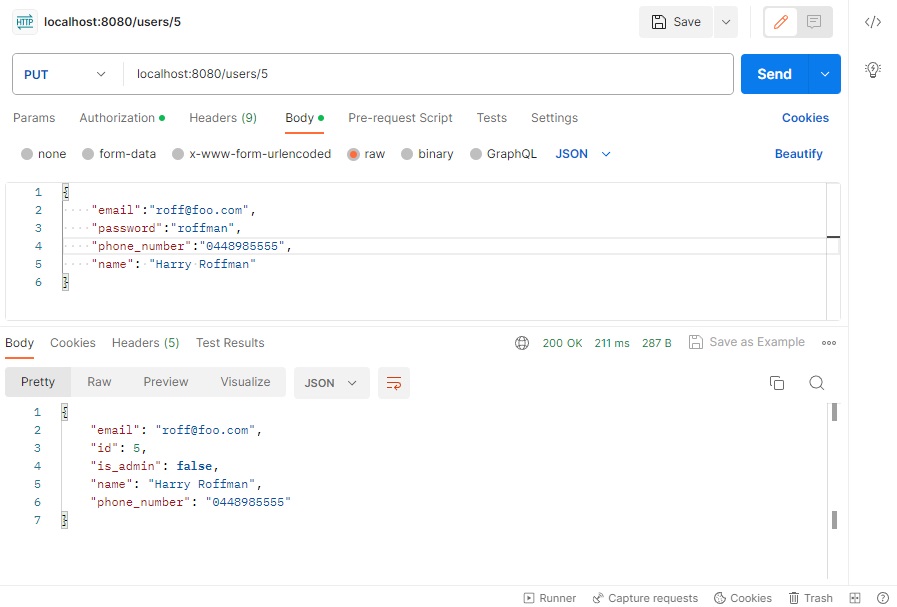 HTTP localhost:8080/users/5 Save
PUT localhost:8080/users/5 Send
Params Authorization Headers (9) Body Pre-request Script Tests Settings Cookies
none form-data x-www-form-urlencoded raw binary GraphQL JSON Beautify
1 {
2 ····"email":"roff@foo.com",
3 ····"password":"roffman",
4 ····"phone_number":"0448985555",
5 ····"name": "Harry·Roffman"
6 }
Body Cookies Headers (5) Test Results 200 OK 211 ms 287 B Save as Example
Pretty Raw Preview Visualize JSON
1 {
2 "email": "roff@foo.com",
3 "id": 5,
4 "is_admin": false,
5 "name": "Harry Roffman",
6 "phone_number": "0448985555"
7 }
Runner Capture requests Cookies Trash